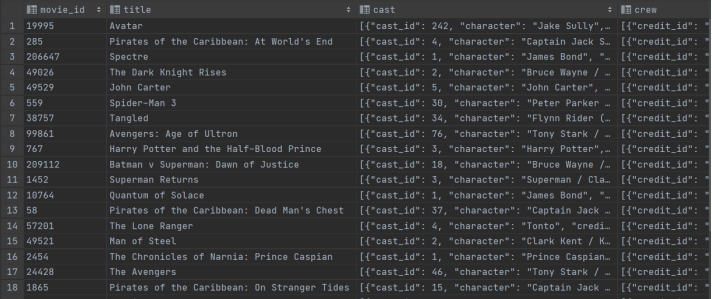 movie_id title cast crew
1 19995 Avatar [{"cast_id": 242, "character": "Jake Sully",… [{"credit_id": "
2 285 Pirates of the Caribbean: At World's End [{"cast_id": 4, "character": "Captain Jack S… [{"credit_id": "
3 206647 Spectre [{"cast_id": 1, "character": "James Bond", "… [{"credit_id": "
4 49026 The Dark Knight Rises [{"cast_id": 2, "character": "Bruce Wayne / … [{"credit_id": "
5 49529 John Carter [{"cast_id": 5, "character": "John Carter", … [{"credit_id": "
6 559 Spider-Man 3 [{"cast_id": 30, "character": "Peter Parker … [{"credit_id": "
7 38757 Tangled [{"cast_id": 34, "character": "Flynn Rider (… [{"credit_id": "
8 99861 Avengers: Age of Ultron [{"cast_id": 76, "character": "Tony Stark / … [{"credit_id": "
9 767 Harry Potter and the Half-Blood Prince [{"cast_id": 3, "character": "Harry Potter",… [{"credit_id": "
10 209112 Batman v Superman: Dawn of Justice [{"cast_id": 18, "character": "Bruce Wayne /… [{"credit_id": "
11 1452 Superman Returns [{"cast_id": 3, "character": "Superman / Cla… [{"credit_id": "
12 10764 Quantum of Solace [{"cast_id": 1, "character": "James Bond", "… [{"credit_id": "
13 58 Pirates of the Caribbean: Dead Man's Chest [{"cast_id": 37, "character": "Captain Jack … [{"credit_id": "
14 57201 The Lone Ranger [{"cast_id": 4, "character": "Tonto", "credi… [{"credit_id": "
15 49521 Man of Steel [{"cast_id": 2, "character": "Clark Kent / K… [{"credit_id": "
16 2454 The Chronicles of Narnia: Prince Caspian [{"cast_id": 1, "character": "Prince Caspian… [{"credit_id": "
17 24428 The Avengers [{"cast_id": 46, "character": "Tony Stark / … [{"credit_id": "
18 1865 Pirates of the Caribbean: On Stranger Tides [{"cast_id": 15, "character": "Captain Jack … [{"credit_id": "